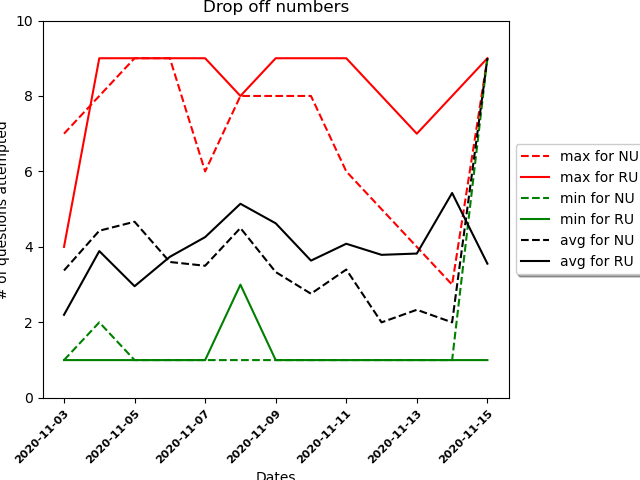 Drop off numbers
# of questions attempted
10
8
6
4
2
0
2020-11-03
2020-11-05
2020-11-07
2020-11-09
2020-11-11
2020-11-13
2020-11-15
Dates
max for NU
max for RU
min for NU
min for RU
avg for NU
avg for RU